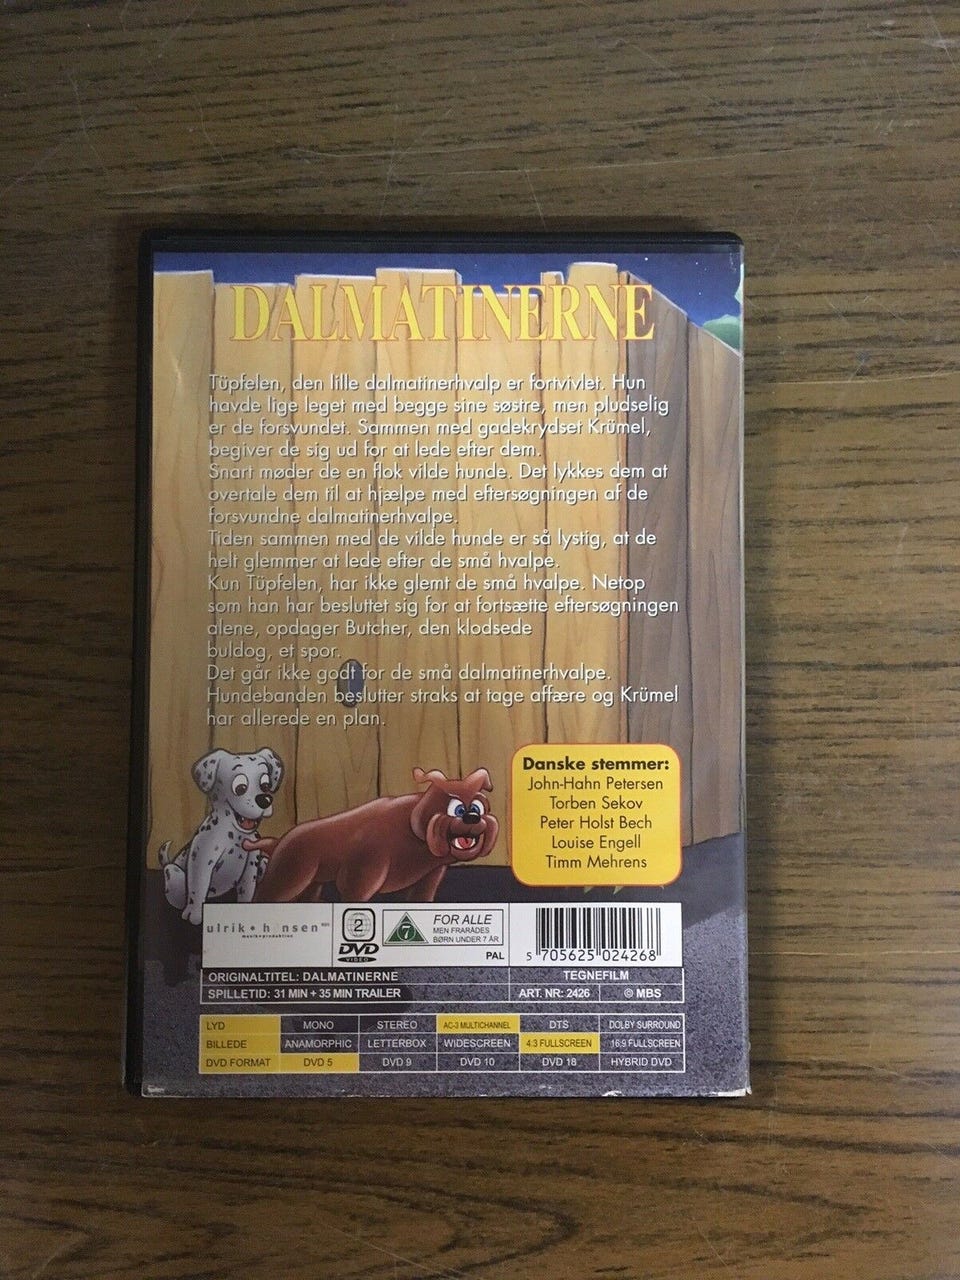 DALMATINERNE
Tüpfelen, den lille dalmatinerhvalp er fortvivlet. Hun
havde lige leget med begge sine søstre, men pludselig
er de forsvundet. Sammen med gadekrydset Krümel,
begiver de sig ud for at lede efter dem.
Snart møder de en flok vilde hunde. Det lykkes dem at
overtale dem til at hjælpe med eftersøgningen af de
forsvundne dalmatinerhvalpe.
Tiden sammen med de vilde hunde er så lystig, at de
helt glemmer at lede efter de små hvalpe.
Kun Tüpfelen, har ikke glemt de små hvalpe. Netop
som han har besluttet sig for at fortsætte eftersøgningen
alene, opdager Butcher, den klodsede
buldog, et spor.
Det går ikke godt for de små dalmatinerhvalpe.
Hundebanden beslutter straks at tage affære og Krümel
har allerede en plan.
Danske stemmer:
John-Hahn Petersen
Torben Sekov
Peter Holst Bech
Louise Engell
Timm Mehrens
ulrik • hansen
musik•produktion
2
DVD
VIDEO
7
FOR ALLE
MEN FRARÅDES
BØRN UNDER 7 ÅR
PAL
5 705625 024268
ORIGINALTITEL: DALMATINERNE
TEGNEFILM
SPILLETID: 31 MIN + 35 MIN TRAILER
ART. NR: 2426
© MBS
LYD MONO STEREO AC-3 MULTICHANNEL DTS DOLBY SURROUND
BILLEDE ANAMORPHIC LETTERBOX WIDESCREEN 4:3 FULLSCREEN 16:9 FULLSCREEN
DVD FORMAT DVD 5 DVD 9 DVD 10 DVD 18 HYBRID DVD